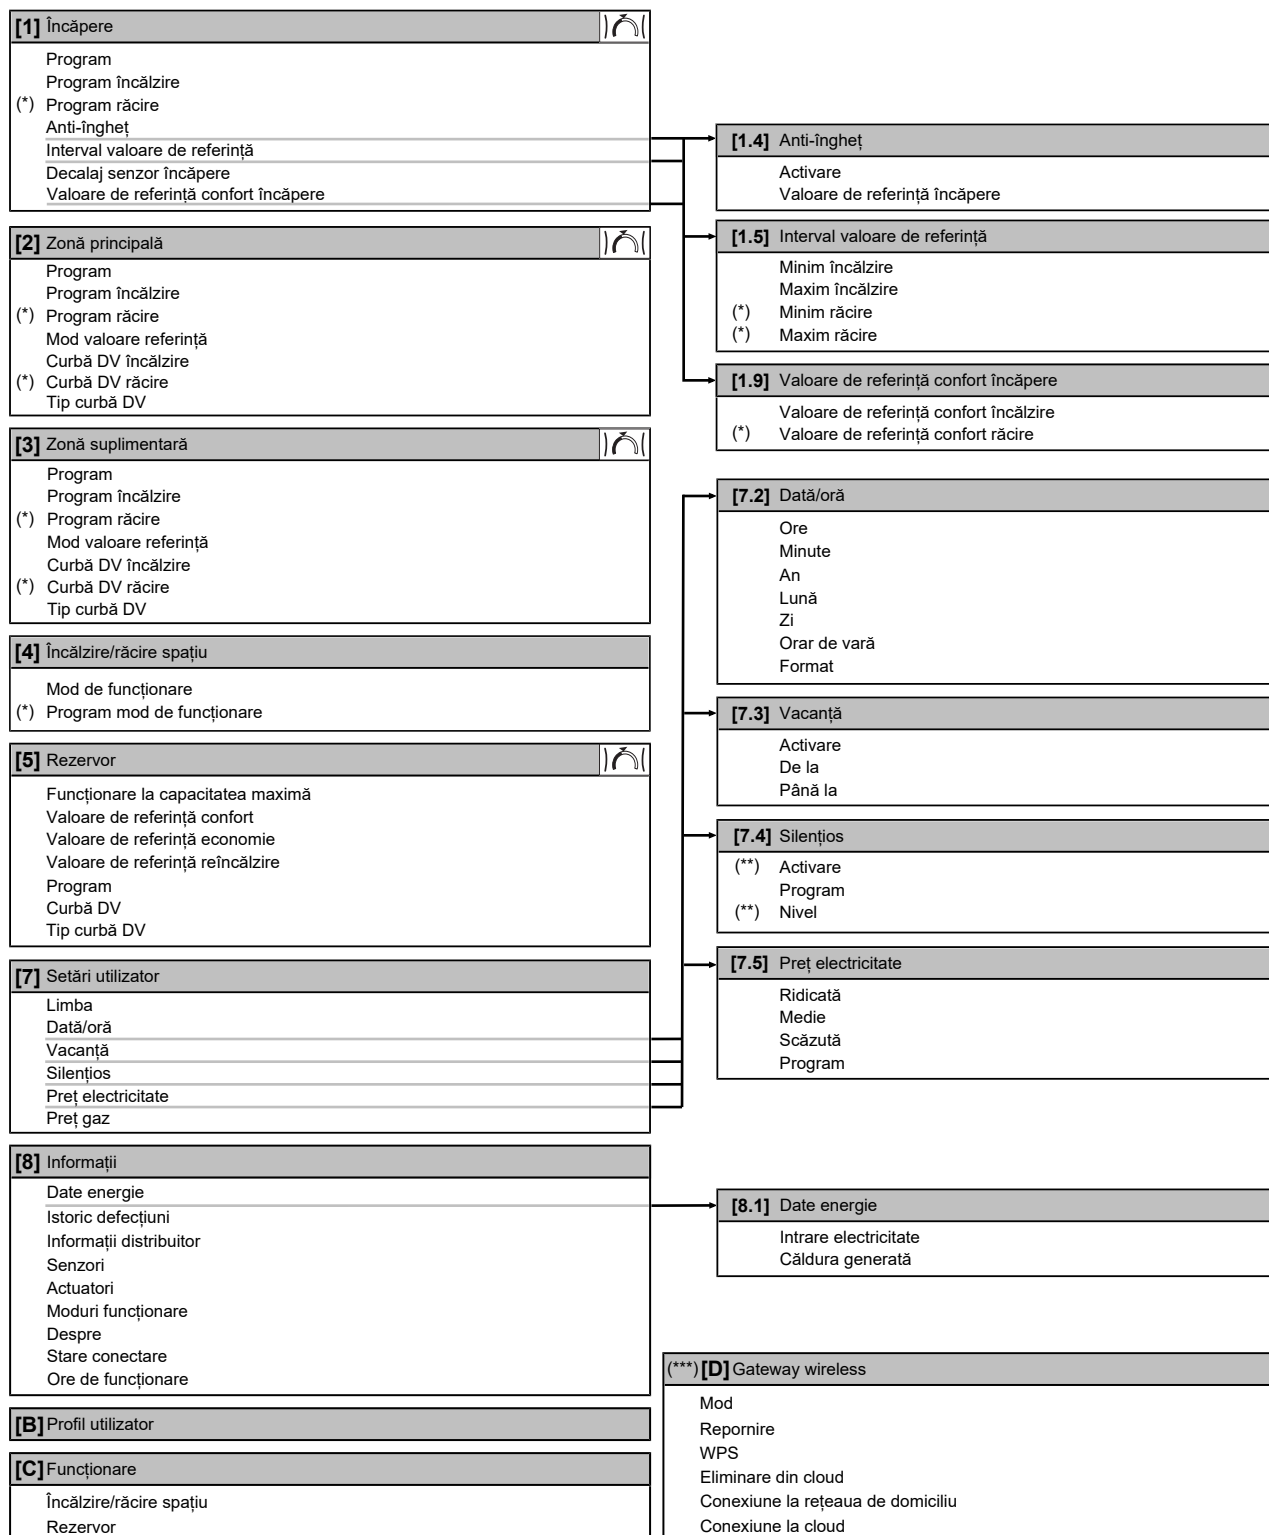 [1] Încăpere
Program
Program încălzire
(*) Program răcire
Anti-îngheț
Interval valoare de referință
Decalaj senzor încăpere
Valoare de referință confort încăpere
[2] Zonă principală
Program
Program încălzire
(*) Program răcire
Mod valoare referință
Curbă DV încălzire
(*) Curbă DV răcire
Tip curbă DV
[3] Zonă suplimentară
Program
Program încălzire
(*) Program răcire
Mod valoare referință
Curbă DV încălzire
(*) Curbă DV răcire
Tip curbă DV
[4] Încălzire/răcire spațiu
Mod de funcționare
(*) Program mod de funcționare
[5] Rezervor
Funcționare la capacitatea maximă
Valoare de referință confort
Valoare de referință economie
Valoare de referință reîncălzire
Program
Curbă DV
Tip curbă DV
[7] Setări utilizator
Limba
Dată/oră
Vacanță
Silențios
Preț electricitate
Preț gaz
[8] Informații
Date energie
Istoric defecțiuni
Informații distribuitor
Senzori
Actuatori
Moduri funcționare
Despre
Stare conectare
Ore de funcționare
[B] Profil utilizator
[C] Funcționare
Încălzire/răcire spațiu
Rezervor
[1.4] Anti-îngheț
Activare
Valoare de referință încăpere
[1.5] Interval valoare de referință
Minim încălzire
Maxim încălzire
(*) Minim răcire
(*) Maxim răcire
[1.9] Valoare de referință confort încăpere
Valoare de referință confort încălzire
(*) Valoare de referință confort răcire
[7.2] Dată/oră
Ore
Minute
An
Lună
Zi
Orar de vară
Format
[7.3] Vacanță
Activare
De la
Până la
[7.4] Silențios
(**) Activare
Program
(**) Nivel
[7.5] Preț electricitate
Ridicată
Medie
Scăzută
Program
[8.1] Date energie
Intrare electricitate
Căldura generată
(***) [D] Gateway wireless
Mod
Repornire
WPS
Eliminare din cloud
Conexiune la rețeaua de domiciliu
Conexiune la cloud